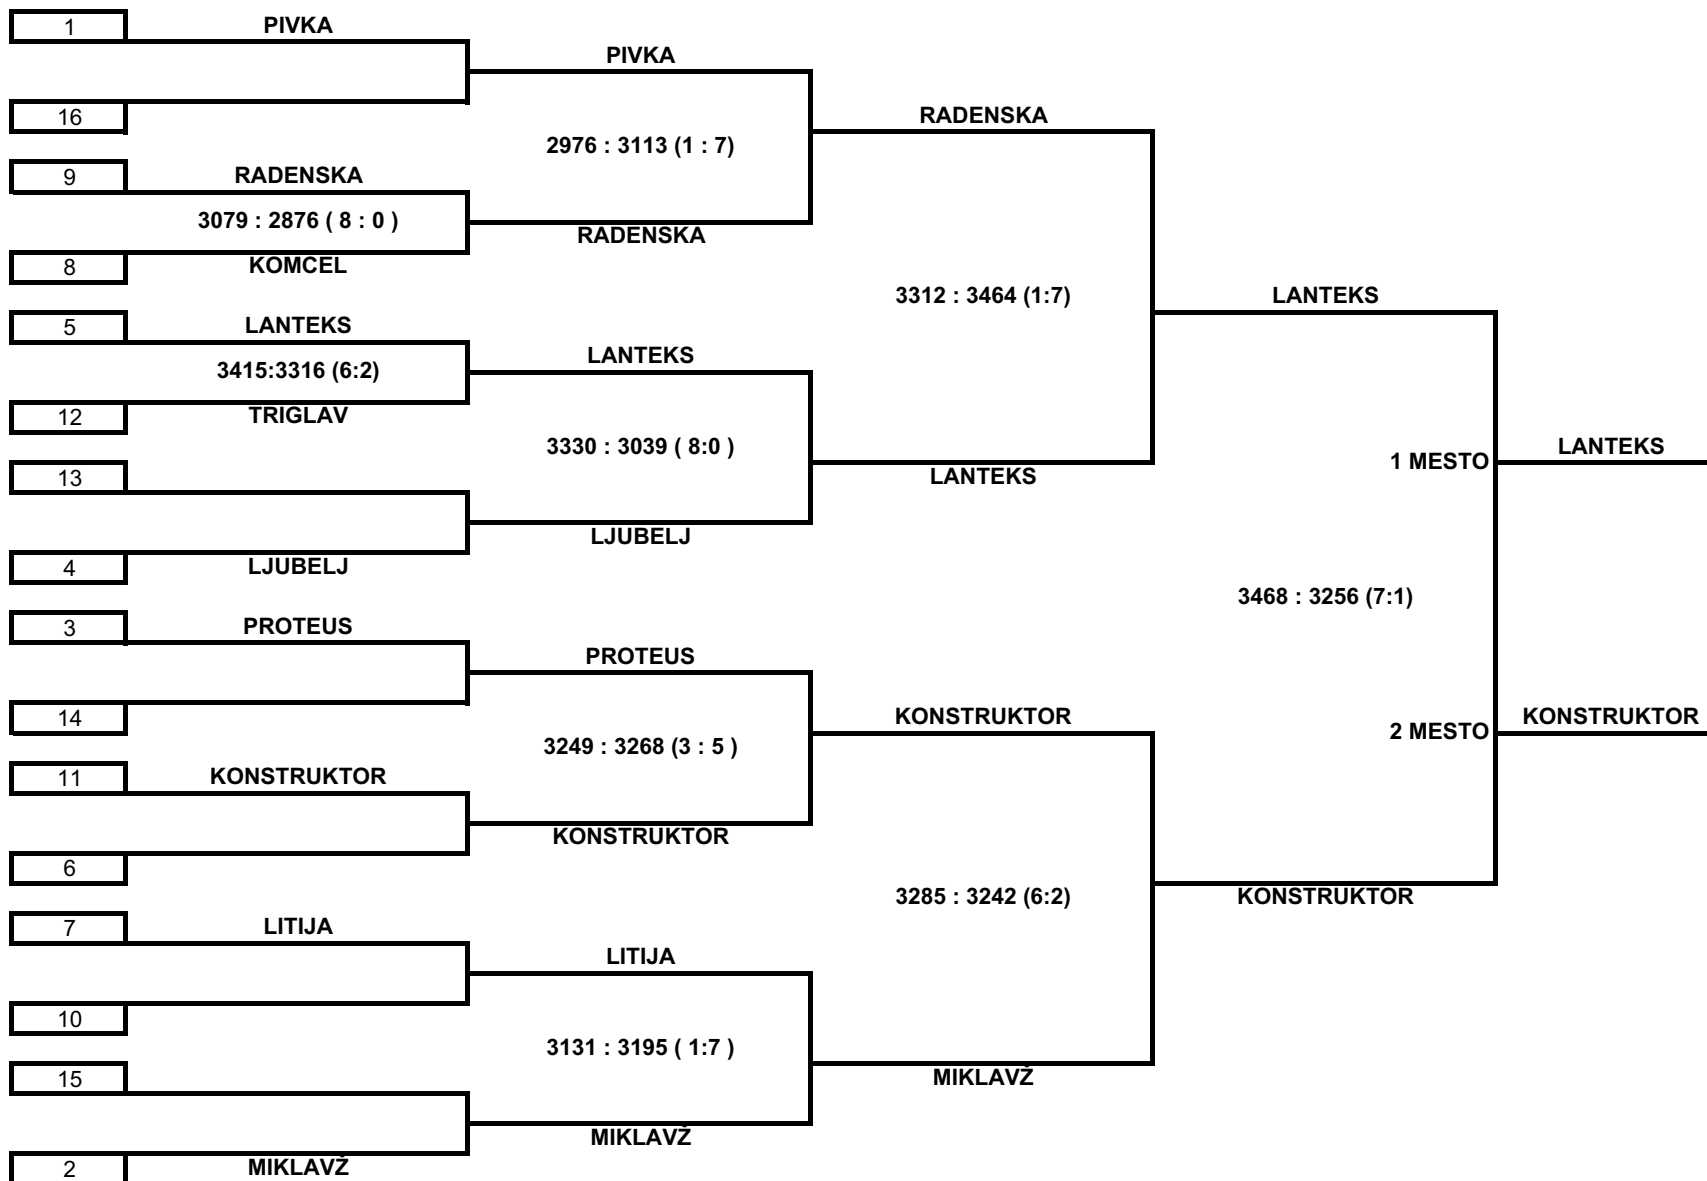 1
PIVKA
PIVKA
16
RADENSKA
2976 : 3113 (1 : 7)
9
RADENSKA
3079 : 2876 ( 8 : 0 )
RADENSKA
8
KOMCEL
3312 : 3464 (1:7)
LANTEKS
5
LANTEKS
LANTEKS
3415:3316 (6:2)
12
TRIGLAV
3330 : 3039 ( 8:0 )
LANTEKS
1 MESTO
LANTEKS
13
LJUBELJ
4
LJUBELJ
3468 : 3256 (7:1)
3
PROTEUS
PROTEUS
14
KONSTRUKTOR
2 MESTO
KONSTRUKTOR
3249 : 3268 (3 : 5 )
11
KONSTRUKTOR
KONSTRUKTOR
6
3285 : 3242 (6:2)
KONSTRUKTOR
7
LITIJA
LITIJA
10
3131 : 3195 ( 1:7 )
15
MIKLAVŽ
MIKLAVŽ
2
MIKLAVŽ